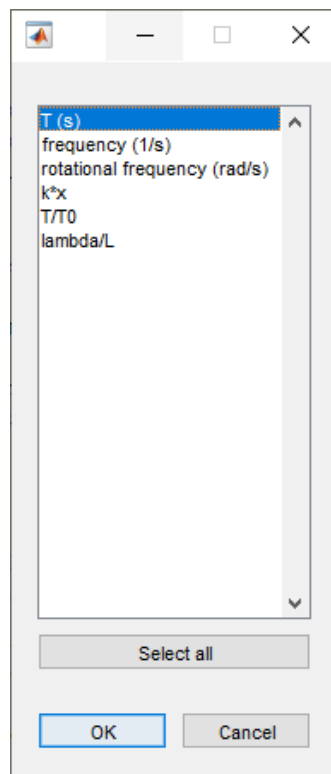 T (s)
frequency (1/s)
rotational frequency (rad/s)
k*x
T/T0
lambda/L
Select all
OK
Cancel